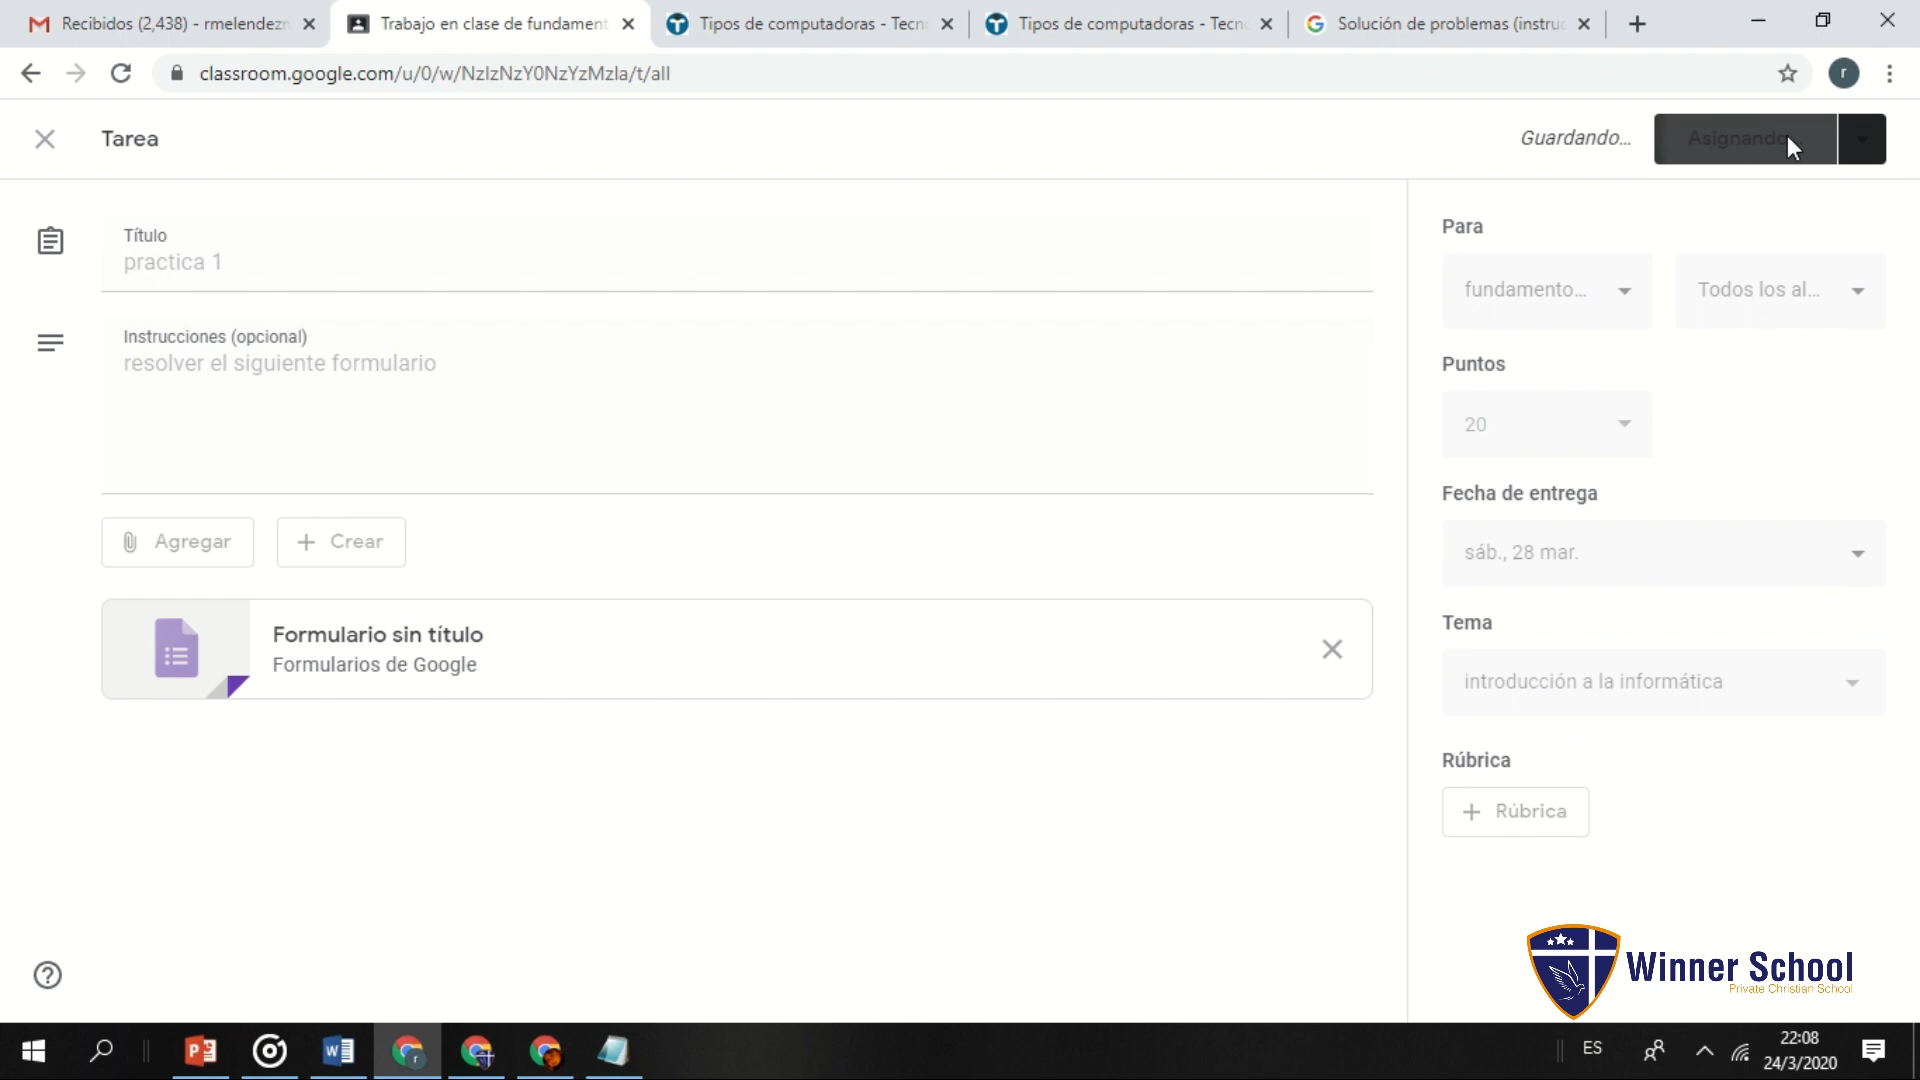 Recibidos (2,438) - rmelendezn
Trabajo en clase de fundament
Tipos de computadoras - Tecn
Tipos de computadoras - Tecn
Solución de problemas (instruc
classroom.google.com/u/0/w/NzIzNzY0NzYzMzIa/t/all
r
Tarea
Guardando...
Asignando
Título
practica 1
Instrucciones (opcional)
resolver el siguiente formulario
Agregar
Crear
Formulario sin título
Formularios de Google
Para
fundamento...
Todos los al...
Puntos
20
Fecha de entrega
sáb., 28 mar.
Tema
introducción a la informática
Rúbrica
Rúbrica
Winner School
Private Christian School
ES
22:08
24/3/2020